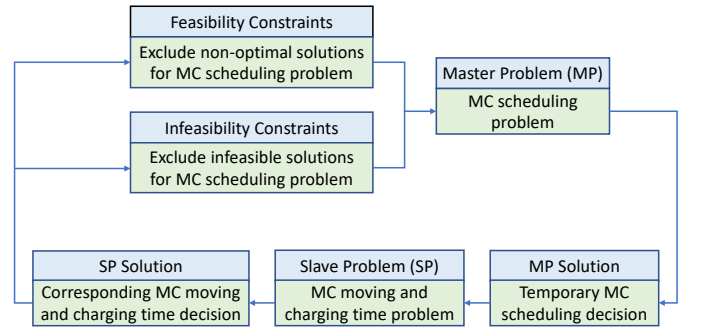 Feasibility Constraints
Exclude non-optimal solutions
for MC scheduling problem
Infeasibility Constraints
Exclude infeasible solutions
for MC scheduling problem
Master Problem (MP)
MC scheduling
problem
SP Solution
Corresponding MC moving
and charging time decision
Slave Problem (SP)
MC moving and
charging time problem
MP Solution
Temporary MC
scheduling decision